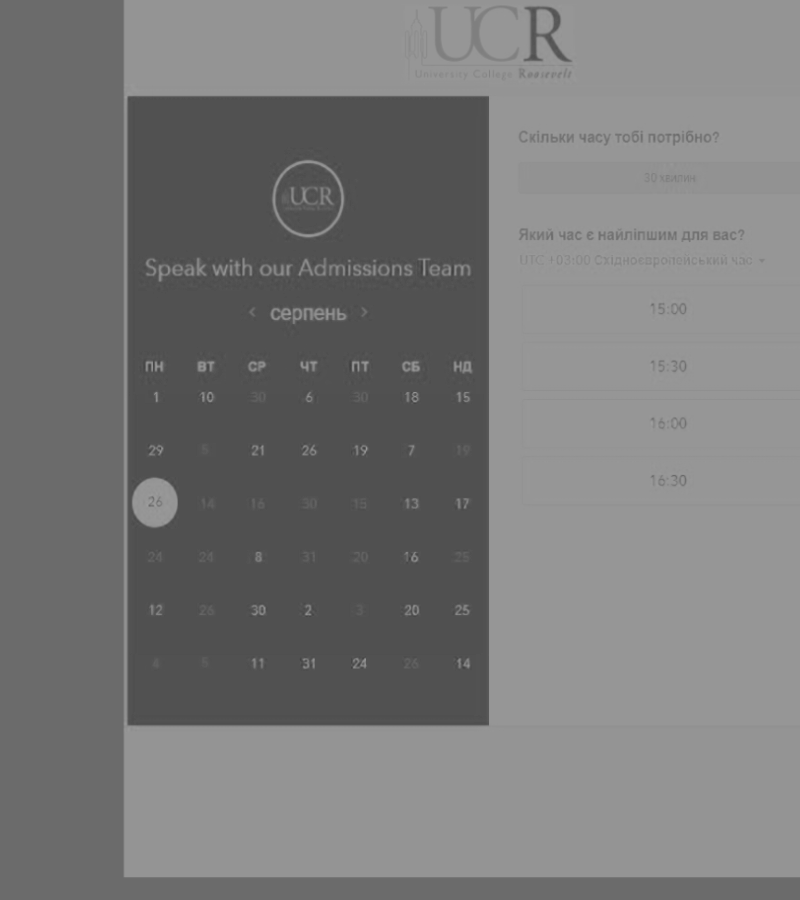 UCR
University College Roosevelt
UCR
Speak with our Admissions Team
‹ серпень ›
ПН ВТ СР ЧТ ПТ СБ НД
1 10 30 6 30 18 15
29 5 21 26 19 7 19
26 14 16 30 15 13 17
24 24 8 31 20 16 25
12 26 30 2 3 20 25
4 5 11 31 24 26 14
Скільки часу тобі потрібно?
30 хвилин
Який час є найліпшим для вас?
UTC +03:00 Східноєвропейський час
15:00
15:30
16:00
16:30